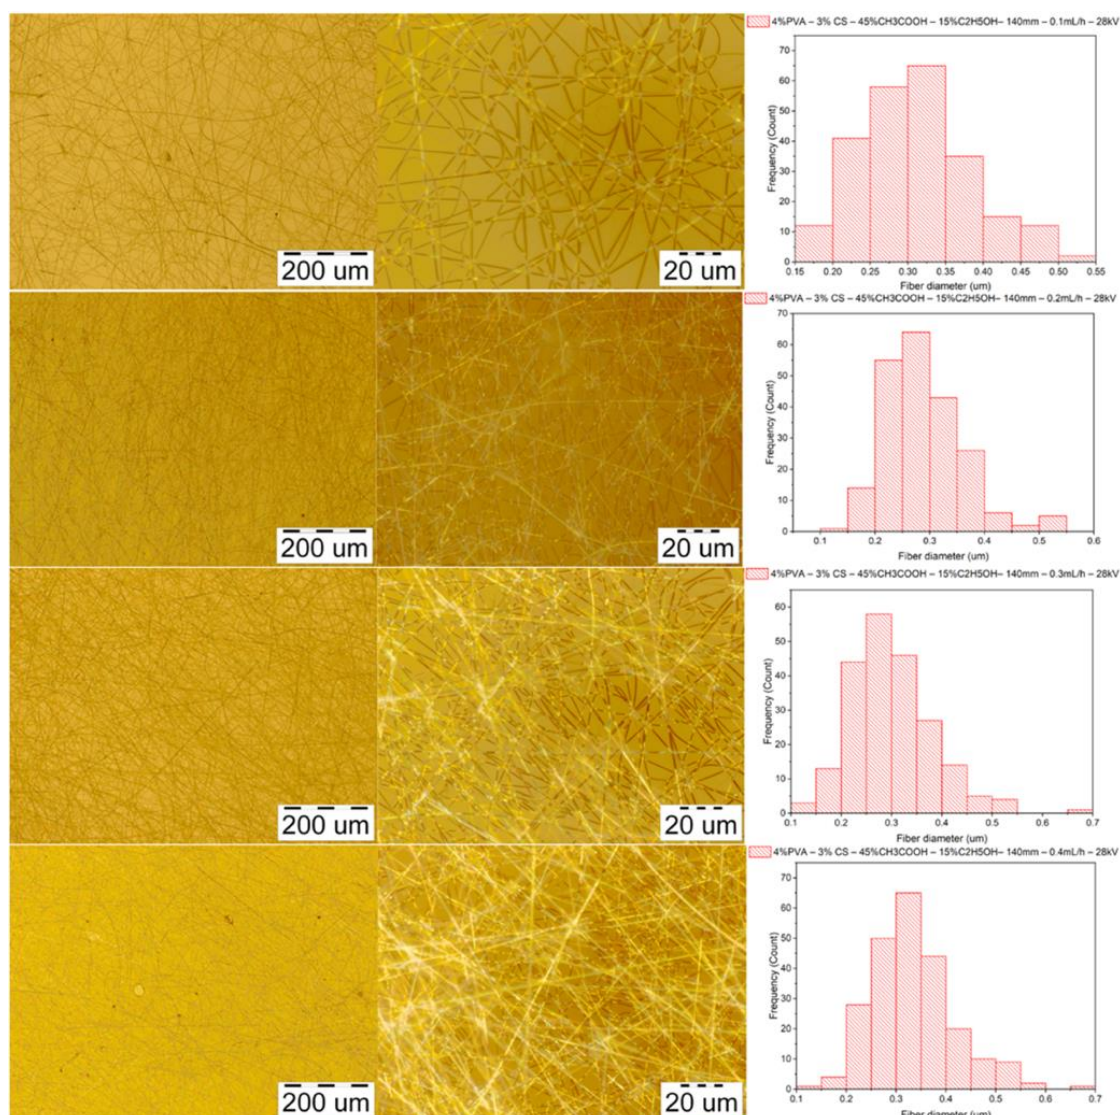 4%PVA – 3% CS – 45%CH3COOH – 15%C2H5OH– 140mm – 0.1mL/h – 28kV
70
60
50
40
30
20
10
0
Frequency (Count)
0.15 0.20 0.25 0.30 0.35 0.40 0.45 0.50 0.55
Fiber diameter (um)
200 um
20 um
4%PVA – 3% CS – 45%CH3COOH – 15%C2H5OH– 140mm – 0.2mL/h – 28kV
70
60
50
40
30
20
10
0
Frequency (Count)
0.1 0.2 0.3 0.4 0.5 0.6
Fiber diameter (um)
200 um
20 um
4%PVA – 3% CS – 45%CH3COOH – 15%C2H5OH– 140mm – 0.3mL/h – 28kV
60
50
40
30
20
10
0
Frequency (Count)
0.1 0.2 0.3 0.4 0.5 0.6 0.7
Fiber diameter (um)
200 um
20 um
4%PVA – 3% CS – 45%CH3COOH – 15%C2H5OH– 140mm – 0.4mL/h – 28kV
70
60
50
40
30
20
10
0
Frequency (Count)
0.1 0.2 0.3 0.4 0.5 0.6 0.7
Fiber diameter (um)
200 um
20 um